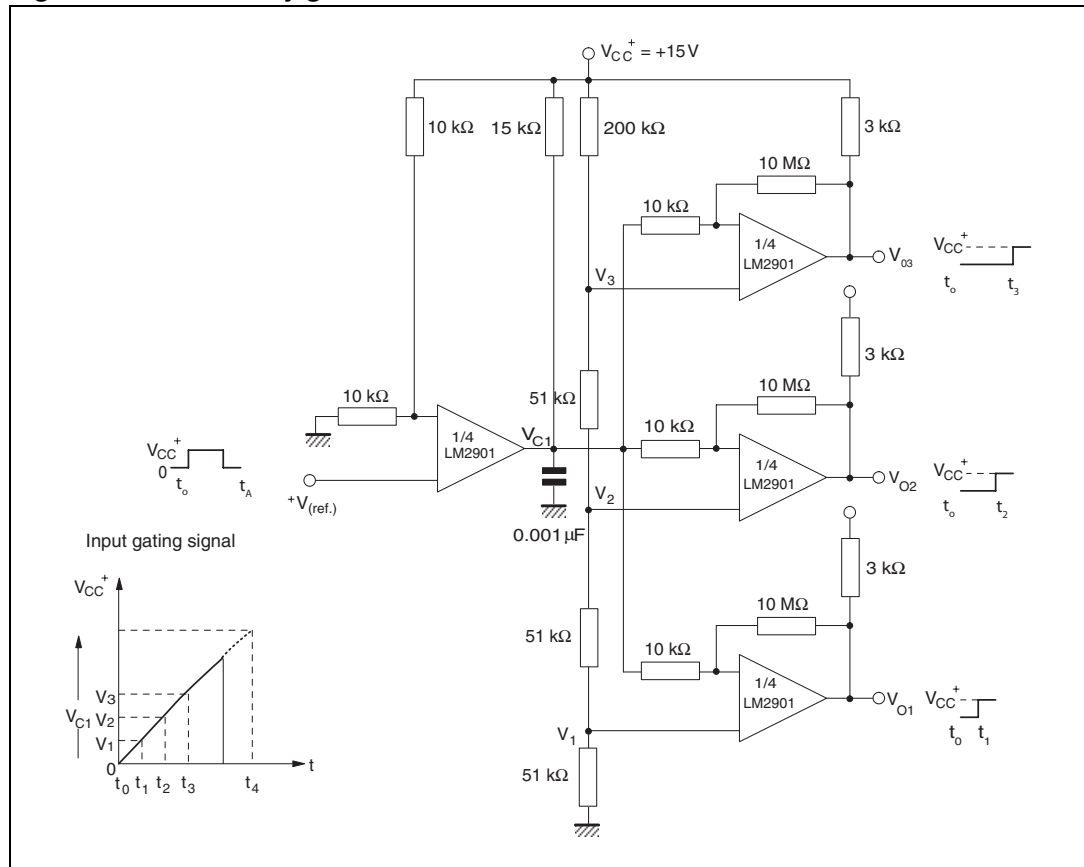 V_CC^+ = +15V
10 kΩ
15 kΩ
200 kΩ
3 kΩ
10 MΩ
10 kΩ
1/4
LM2901
V_03
V_CC^+
t_o t_3
V_3
3 kΩ
51 kΩ
10 MΩ
10 kΩ
10 kΩ
1/4
LM2901
V_C1
1/4
LM2901
V_O2
V_CC^+
t_o t_2
V_CC^+
0
t_o t_A
+V_(ref.)
V_2
0.001 µF
Input gating signal
3 kΩ
V_CC^+
51 kΩ
10 MΩ
10 kΩ
1/4
LM2901
V_O1
V_CC^+
t_o t_1
V_3
V_C1 V_2
V_1
0
t
t_0 t_1 t_2 t_3 t_4
V_1
51 kΩ